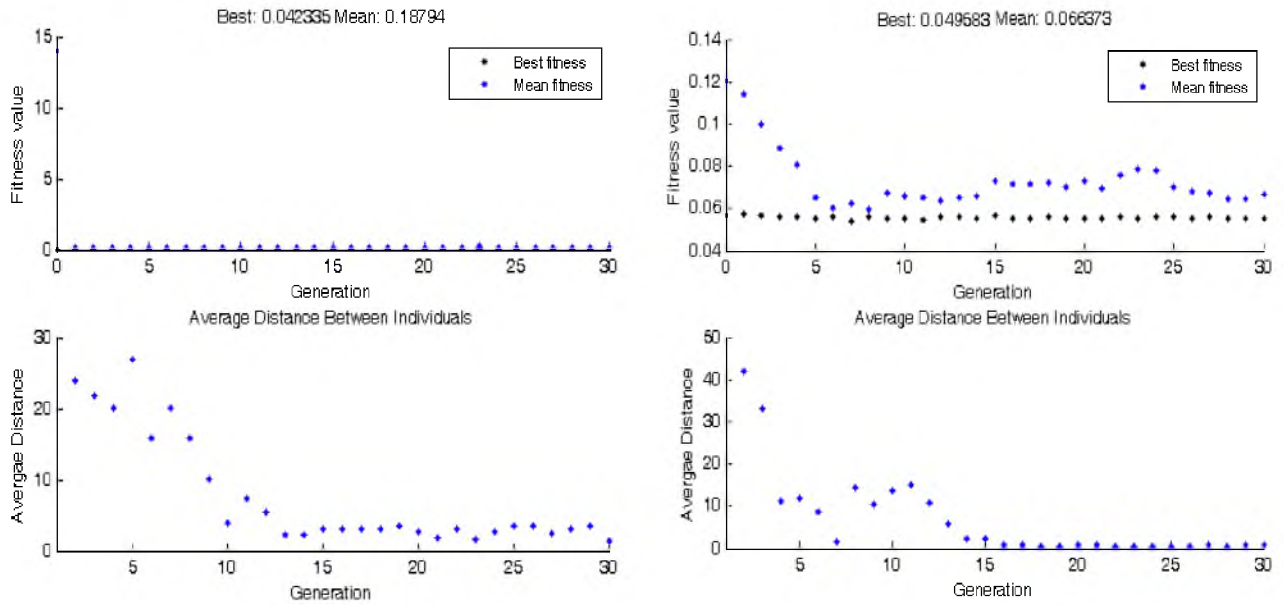 Best: 0.042335 Mean: 0.18794
15
10
5
0
Fitness value
Best fitness
Mean fitness
0 5 10 15 20 25 30
Generation
Best: 0.049583 Mean: 0.066373
0.14
0.12
0.1
0.08
0.06
0.04
Fitness value
Best fitness
Mean fitness
0 5 10 15 20 25 30
Generation
Average Distance Between Individuals
30
20
10
0
Avergae Distance
5 10 15 20 25 30
Generation
Average Distance Between Individuals
50
40
30
20
10
0
Avergae Distance
5 10 15 20 25 30
Generation